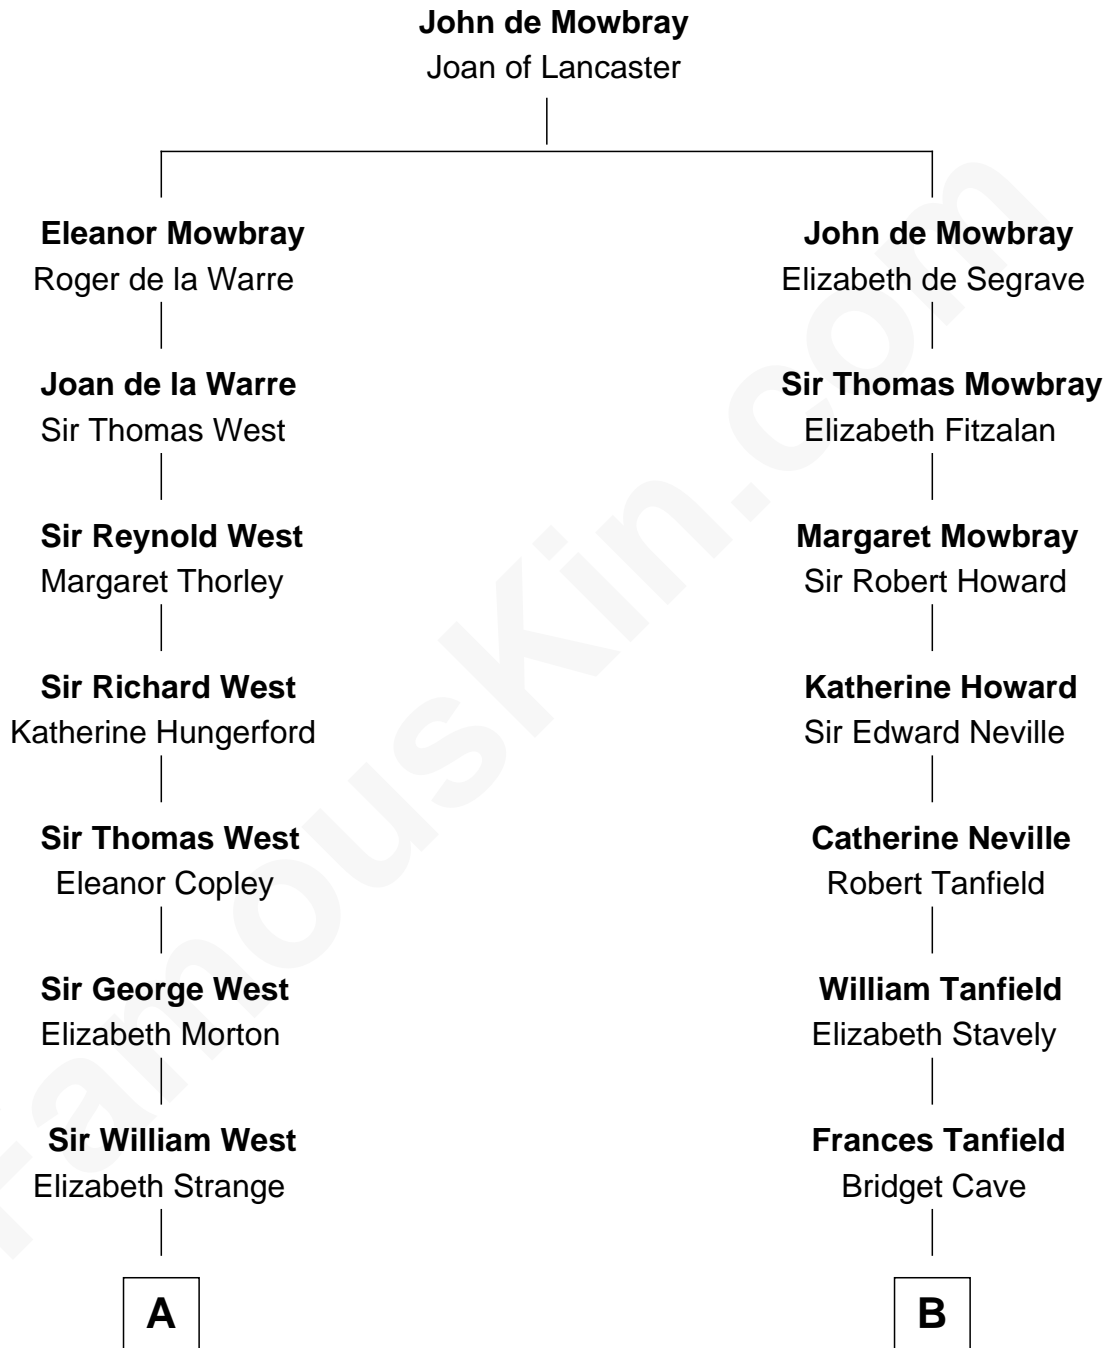 John de Mowbray
Joan of Lancaster
Eleanor Mowbray
Roger de la Warre
John de Mowbray
Elizabeth de Segrave
Joan de la Warre
Sir Thomas West
Sir Thomas Mowbray
Elizabeth Fitzalan
Sir Reynold West
Margaret Thorley
Margaret Mowbray
Sir Robert Howard
Sir Richard West
Katherine Hungerford
Katherine Howard
Sir Edward Neville
Sir Thomas West
Eleanor Copley
Catherine Neville
Robert Tanfield
Sir George West
Elizabeth Morton
William Tanfield
Elizabeth Stavely
Sir William West
Elizabeth Strange
Frances Tanfield
Bridget Cave
A
B
FamousKin.com